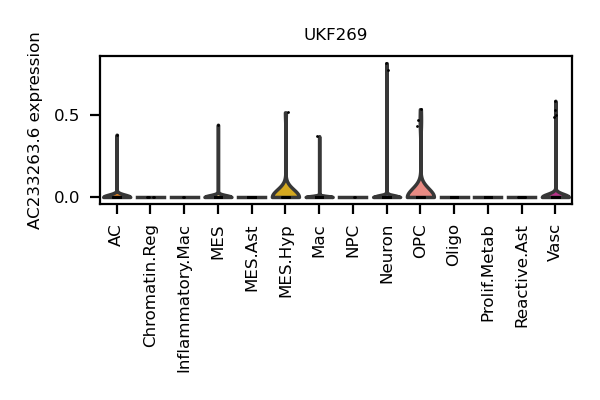 UKF269
AC233263.6 expression
0.5
0.0
AC
Chromatin.Reg
Inflammatory.Mac
MES
MES.Ast
MES.Hyp
Mac
NPC
Neuron
OPC
Oligo
Prolif.Metab
Reactive.Ast
Vasc